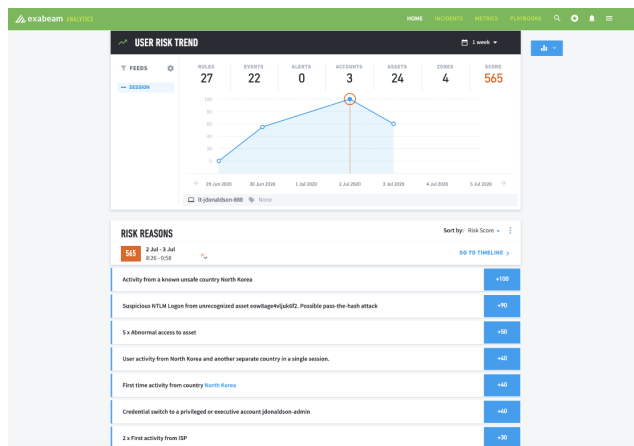 exabeam ANALYTICS
HOME INCIDENTS METRICS PLAYBOOKS
USER RISK TREND
1 week
FEEDS
SESSION
RULES EVENTS ALERTS ACCOUNTS ASSETS ZONES SCORE
27 22 0 3 24 4 565
100
80
60
40
20
0
29 Jun 2020 30 Jun 2020 1 Jul 2020 2 Jul 2020 3 Jul 2020 4 Jul 2020 5 Jul 2020
lt-jdonaldson-888 None
RISK REASONS
Sort by: Risk Score
565
2 Jul - 3 Jul
8:26 - 0:58
GO TO TIMELINE
Activity from a known unsafe country North Korea +100
Suspicious NTLM Logon from unrecognized asset eow8age4vljuk6f2. Possible pass-the-hash attack +90
5 x Abnormal access to asset +50
User activity from North Korea and another separate country in a single session. +40
First time activity from country North Korea +40
Credential switch to a privileged or executive account jdonaldson-admin +40
2 x First activity from ISP +30